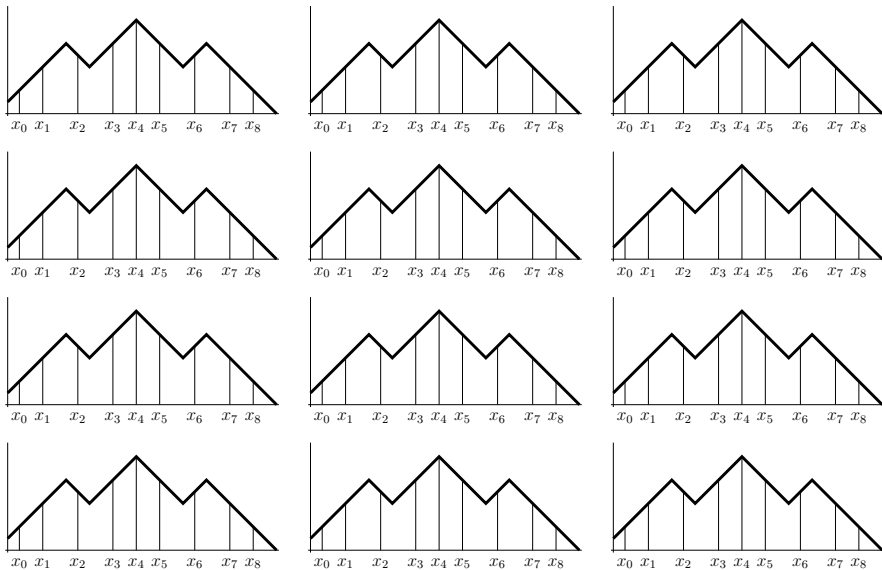 x₀ x₁ x₂ x₃ x₄ x₅ x₆ x₇ x₈ x₀ x₁ x₂ x₃ x₄ x₅ x₆ x₇ x₈ x₀ x₁ x₂ x₃ x₄ x₅ x₆ x₇ x₈
x₀ x₁ x₂ x₃ x₄ x₅ x₆ x₇ x₈ x₀ x₁ x₂ x₃ x₄ x₅ x₆ x₇ x₈ x₀ x₁ x₂ x₃ x₄ x₅ x₆ x₇ x₈
x₀ x₁ x₂ x₃ x₄ x₅ x₆ x₇ x₈ x₀ x₁ x₂ x₃ x₄ x₅ x₆ x₇ x₈ x₀ x₁ x₂ x₃ x₄ x₅ x₆ x₇ x₈
x₀ x₁ x₂ x₃ x₄ x₅ x₆ x₇ x₈ x₀ x₁ x₂ x₃ x₄ x₅ x₆ x₇ x₈ x₀ x₁ x₂ x₃ x₄ x₅ x₆ x₇ x₈